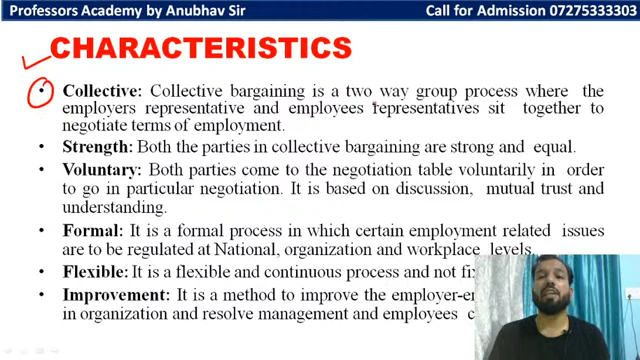 Professors Academy by Anubhav Sir
Call for Admission 07275333303
CHARACTERISTICS
• Collective: Collective bargaining is a two way group process where the
employers representative and employees representatives sit together to
negotiate terms of employment.
• Strength: Both the parties in collective bargaining are strong and equal.
• Voluntary: Both parties come to the negotiation table voluntarily in order
to go in particular negotiation. It is based on discussion, mutual trust and
understanding.
• Formal: It is a formal process in which certain employment related issues
are to be regulated at National, organization and workplace levels.
• Flexible: It is a flexible and continuous process and not
• Improvement: It is a method to improve the
in organization and resolve management and employees